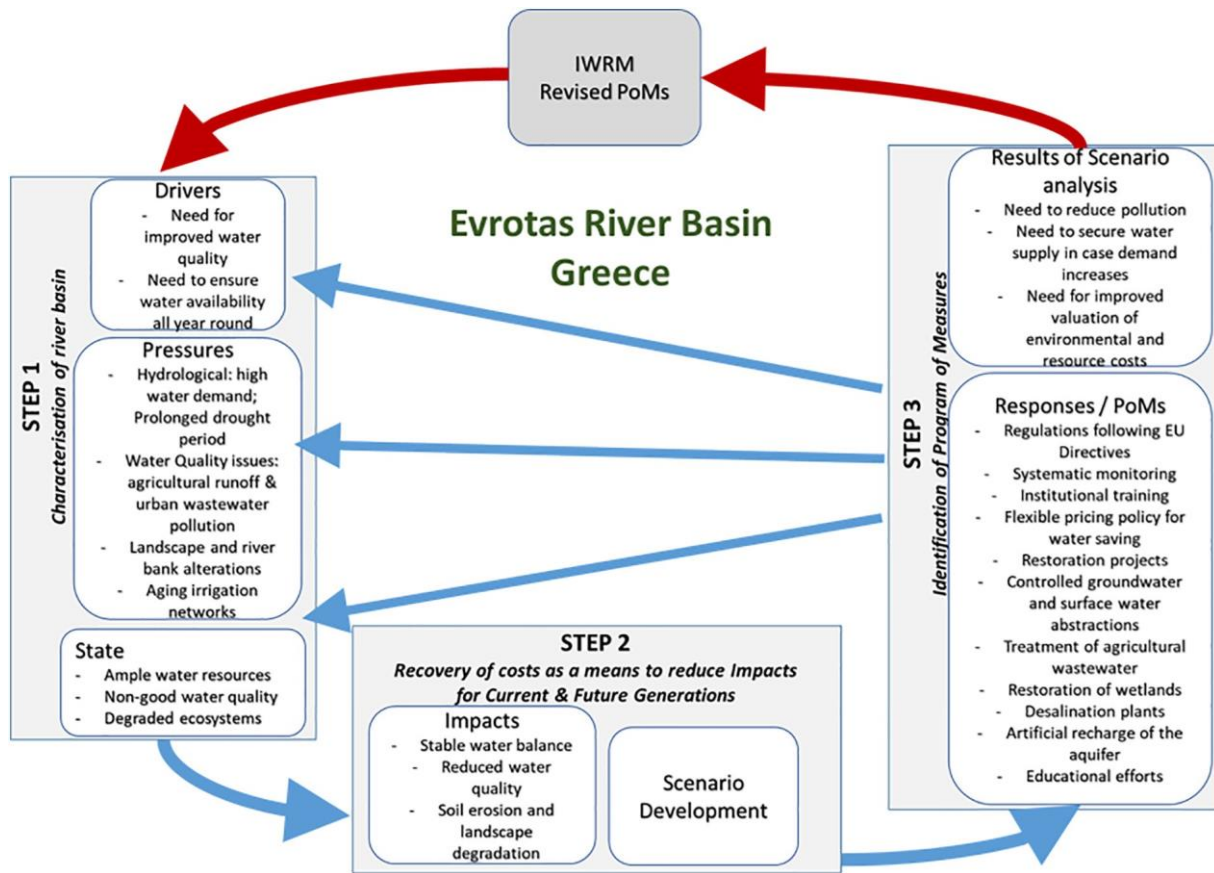 IWRM
Revised PoMs
Evrotas River Basin
Greece
STEP 1
Characterisation of river basin
Drivers
- Need for
improved water
quality
- Need to ensure
water availability
all year round
Pressures
- Hydrological: high
water demand;
Prolonged drought
period
- Water Quality issues:
agricultural runoff &
urban wastewater
pollution
- Landscape and river
bank alterations
- Aging irrigation
networks
State
- Ample water resources
- Non-good water quality
- Degraded ecosystems
STEP 2
Recovery of costs as a means to reduce Impacts
for Current & Future Generations
Impacts
- Stable water balance
- Reduced water
quality
- Soil erosion and
landscape
degradation
Scenario
Development
STEP 3
Identification of Program of Measures
Results of Scenario
analysis
- Need to reduce pollution
- Need to secure water
supply in case demand
increases
- Need for improved
valuation of
environmental and
resource costs
Responses / PoMs
- Regulations following EU
Directives
- Systematic monitoring
- Institutional training
- Flexible pricing policy for
water saving
- Restoration projects
- Controlled groundwater
and surface water
abstractions
- Treatment of agricultural
wastewater
- Restoration of wetlands
- Desalination plants
- Artificial recharge of the
aquifer
- Educational efforts